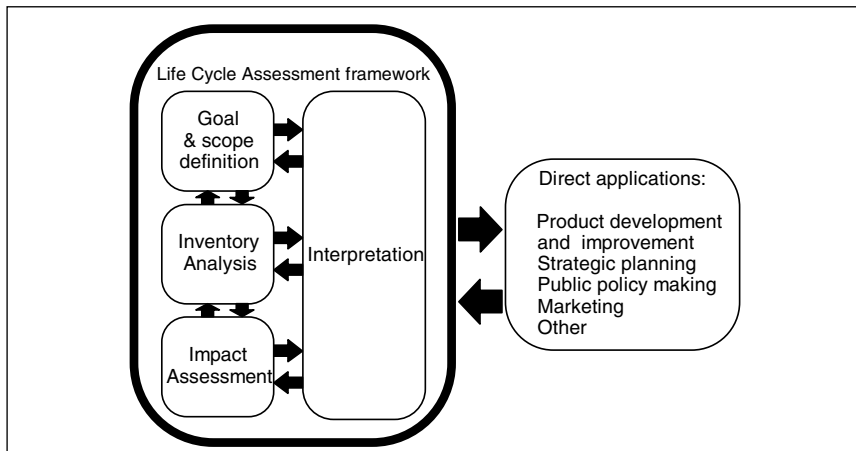 Life Cycle Assessment framework
Goal
& scope
definition
Inventory
Analysis
Impact
Assessment
Interpretation
Direct applications:
Product development
and improvement
Strategic planning
Public policy making
Marketing
Other